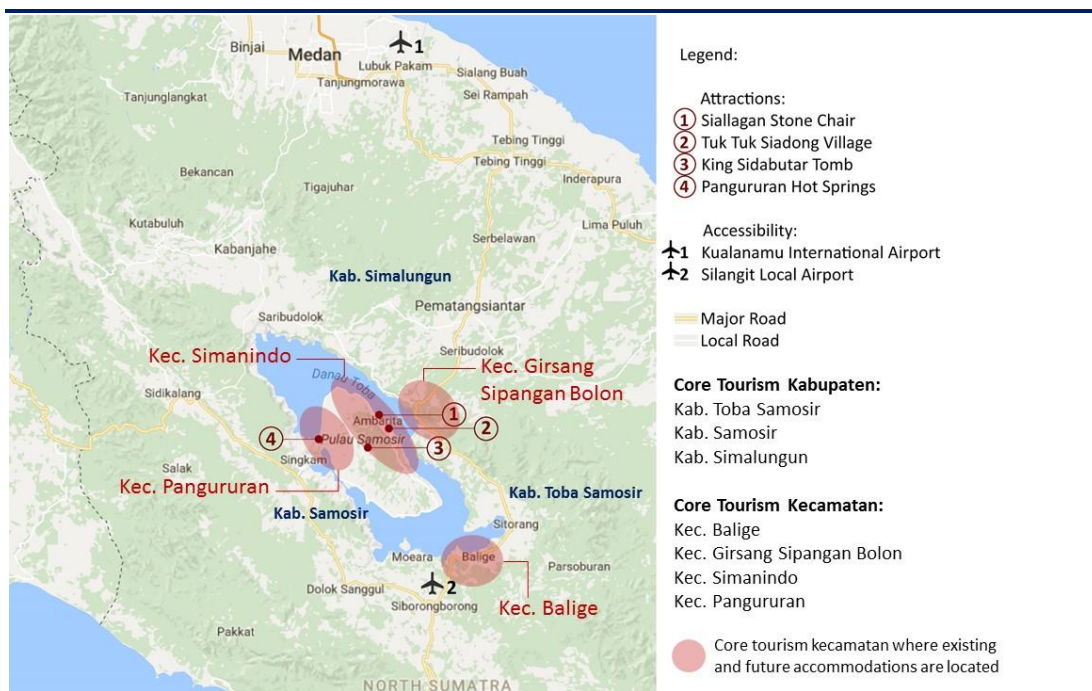 Binjai
Medan
1
Lubuk Pakam
Tanjungmorawa
Sialang Buah
Sei Rampah
Tanjunglangkat
Tebing Tinggi
Tebing Tinggi
Bekancan
Tigajuhar
Inderapura
Kutabuluh
Lima Puluh
Kabanjahe
Serbelawan
Kab. Simalungun
Pematangsiantar
Saribudolok
Seribudolok
Kec. Simanindo
Kec. Girsang
Sipangan Bolon
Danau Toba
Sidikalang
1
Ambarita
2
4
Pulau Samosir
3
Singkam
Salak
Kec. Pangururan
Kab. Toba Samosir
Kab. Samosir
Sitorang
Moeara
Balige
Parsoburan
2
Dolok Sanggul
Siborongborong
Kec. Balige
Pakkat
NORTH SUMATRA
Legend:
Attractions:
1 Siallagan Stone Chair
2 Tuk Tuk Siadong Village
3 King Sidabutar Tomb
4 Pangururan Hot Springs
Accessibility:
1 Kualanamu International Airport
2 Silangit Local Airport
Major Road
Local Road
Core Tourism Kabupaten:
Kab. Toba Samosir
Kab. Samosir
Kab. Simalungun
Core Tourism Kecamatan:
Kec. Balige
Kec. Girsang Sipangan Bolon
Kec. Simanindo
Kec. Pangururan
Core tourism kecamatan where existing
and future accommodations are located